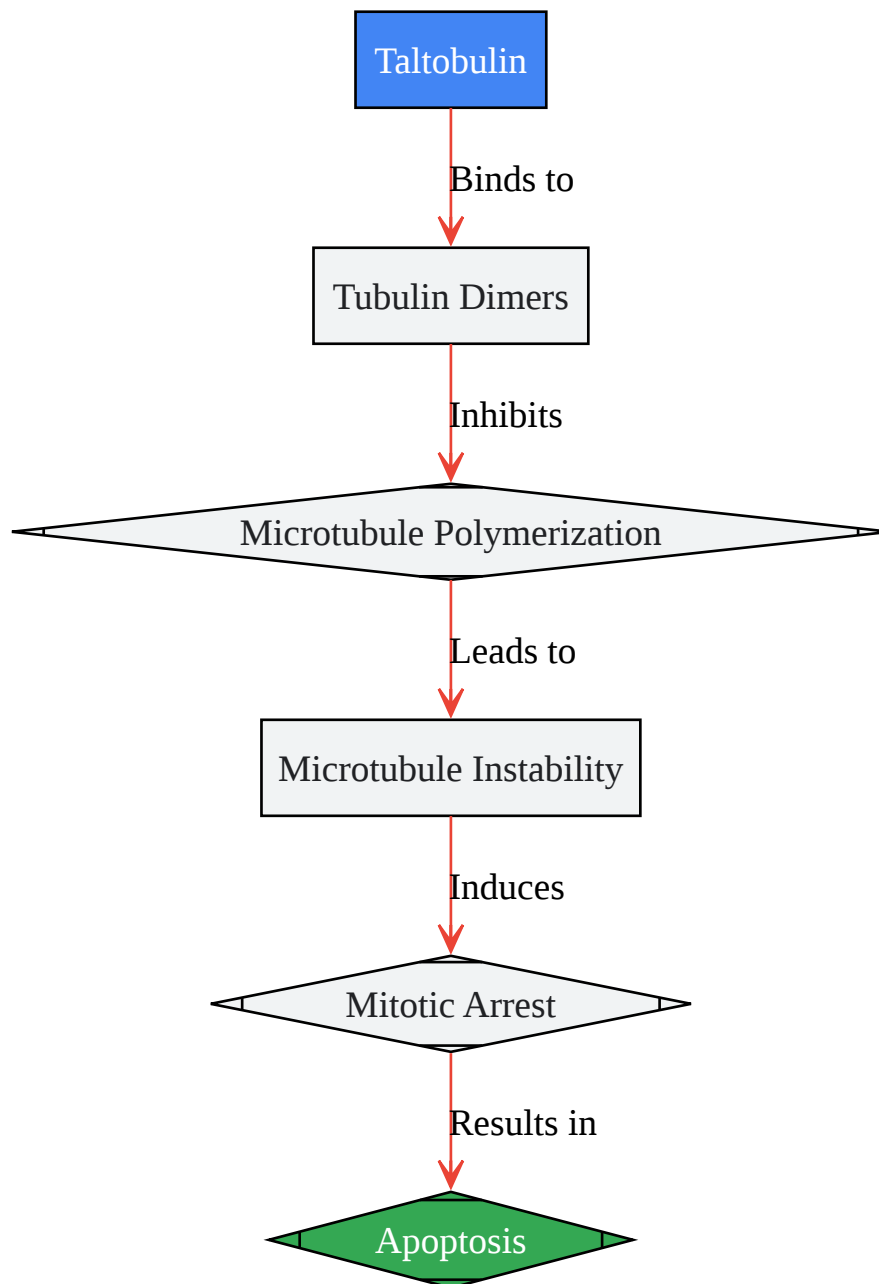 Taltobulin
Binds to
Tubulin Dimers
Inhibits
Microtubule Polymerization
Leads to
Microtubule Instability
Induces
Mitotic Arrest
Results in
Apoptosis